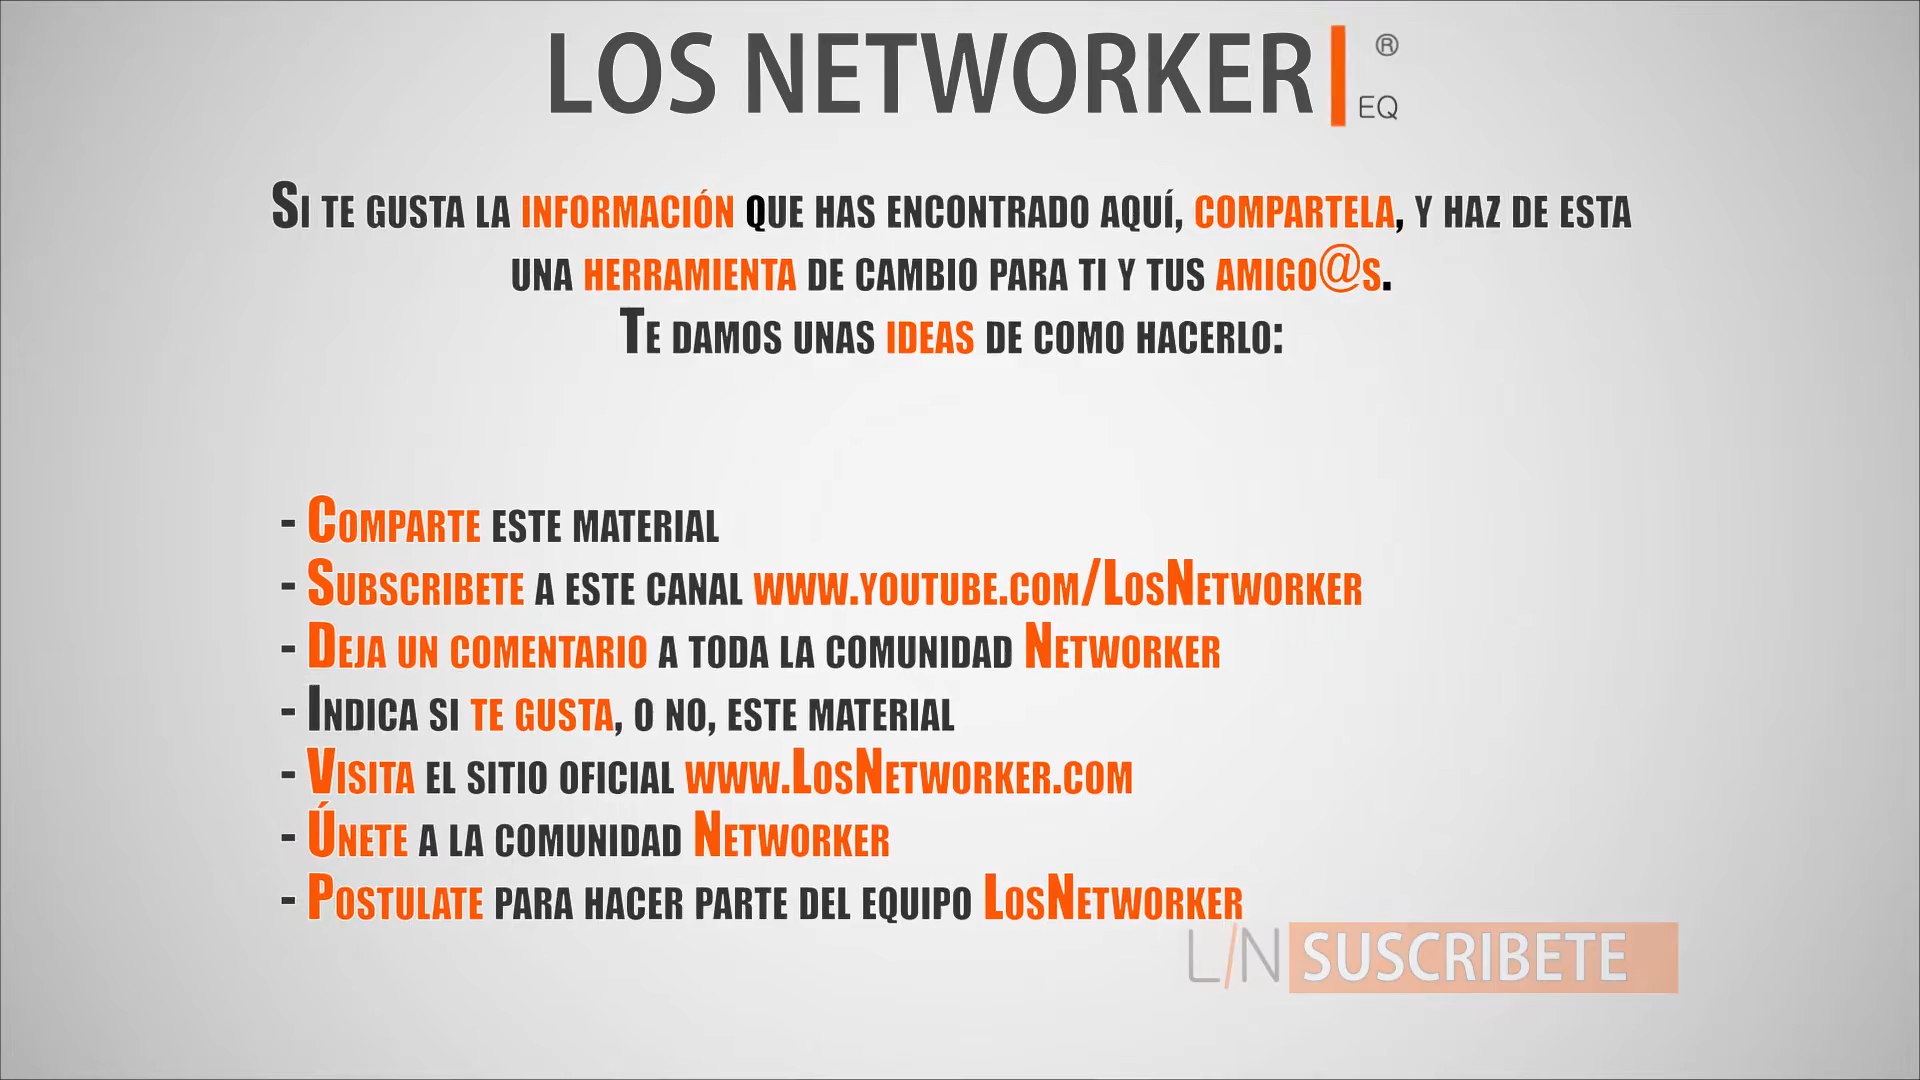 LOS NETWORKER ®
EQ
SI TE GUSTA LA INFORMACIÓN QUE HAS ENCONTRADO AQUÍ, COMPARTELA, Y HAZ DE ESTA
UNA HERRAMIENTA DE CAMBIO PARA TI Y TUS AMIGO@S.
TE DAMOS UNAS IDEAS DE COMO HACERLO:
- COMPARTE ESTE MATERIAL
- SUBSCRIBETE A ESTE CANAL WWW.YOUTUBE.COM/LOSNETWORKER
- DEJA UN COMENTARIO A TODA LA COMUNIDAD NETWORKER
- INDICA SI TE GUSTA, O NO, ESTE MATERIAL
- VISITA EL SITIO OFICIAL WWW.LOSNETWORKER.COM
- ÚNETE A LA COMUNIDAD NETWORKER
- POSTULATE PARA HACER PARTE DEL EQUIPO LOSNETWORKER
L/N SUSCRIBETE